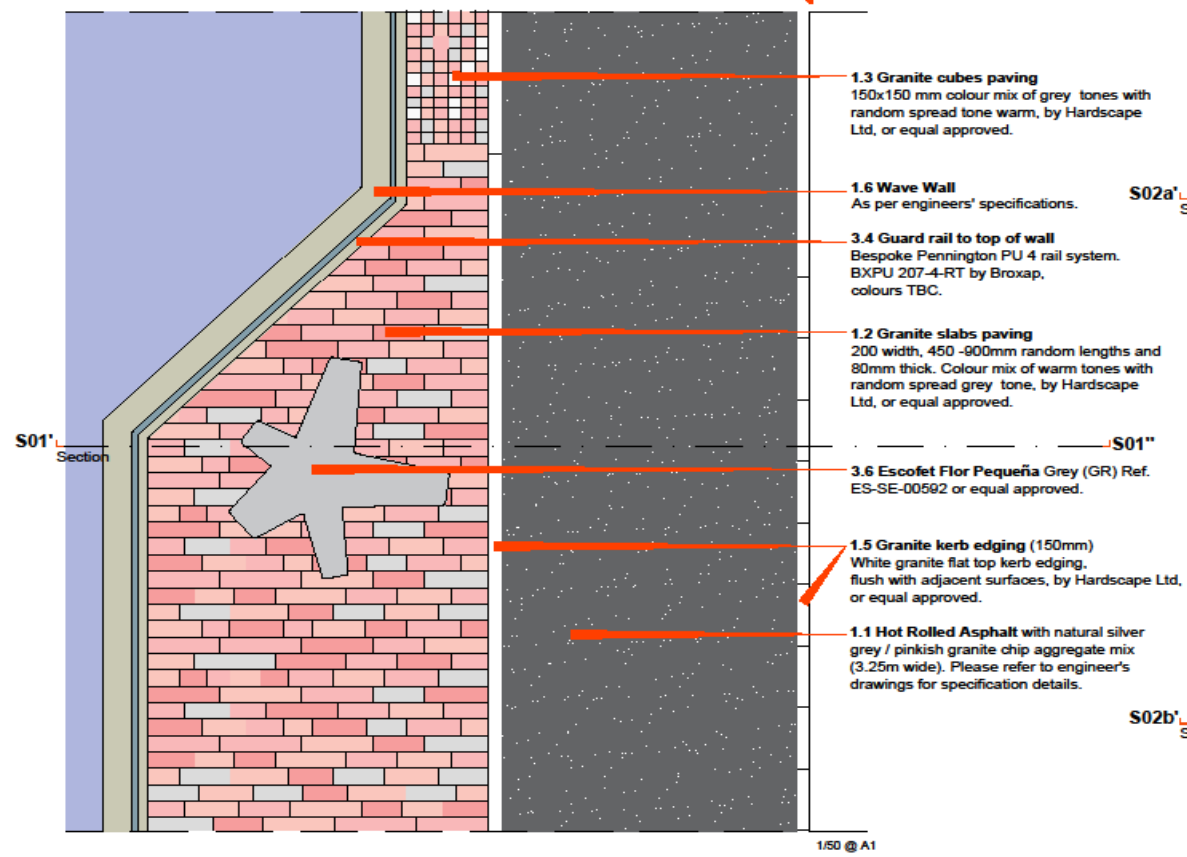 1.3 Granite cubes paving
150x150 mm colour mix of grey tones with
random spread tone warm, by Hardscape
Ltd, or equal approved.
1.6 Wave Wall
As per engineers' specifications.
S02a'
S
3.4 Guard rail to top of wall
Bespoke Pennington PU 4 rail system.
BXPU 207-4-RT by Broxap,
colours TBC.
1.2 Granite slabs paving
200 width, 450 -900mm random lengths and
80mm thick. Colour mix of warm tones with
random spread grey tone, by Hardscape
Ltd, or equal approved.
S01'
Section
S01"
3.6 Escofet Flor Pequeña Grey (GR) Ref.
ES-SE-00592 or equal approved.
1.5 Granite kerb edging (150mm)
White granite flat top kerb edging,
flush with adjacent surfaces, by Hardscape Ltd,
or equal approved.
1.1 Hot Rolled Asphalt with natural silver
grey / pinkish granite chip aggregate mix
(3.25m wide). Please refer to engineer's
drawings for specification details.
S02b'
S
1/50 @ A1